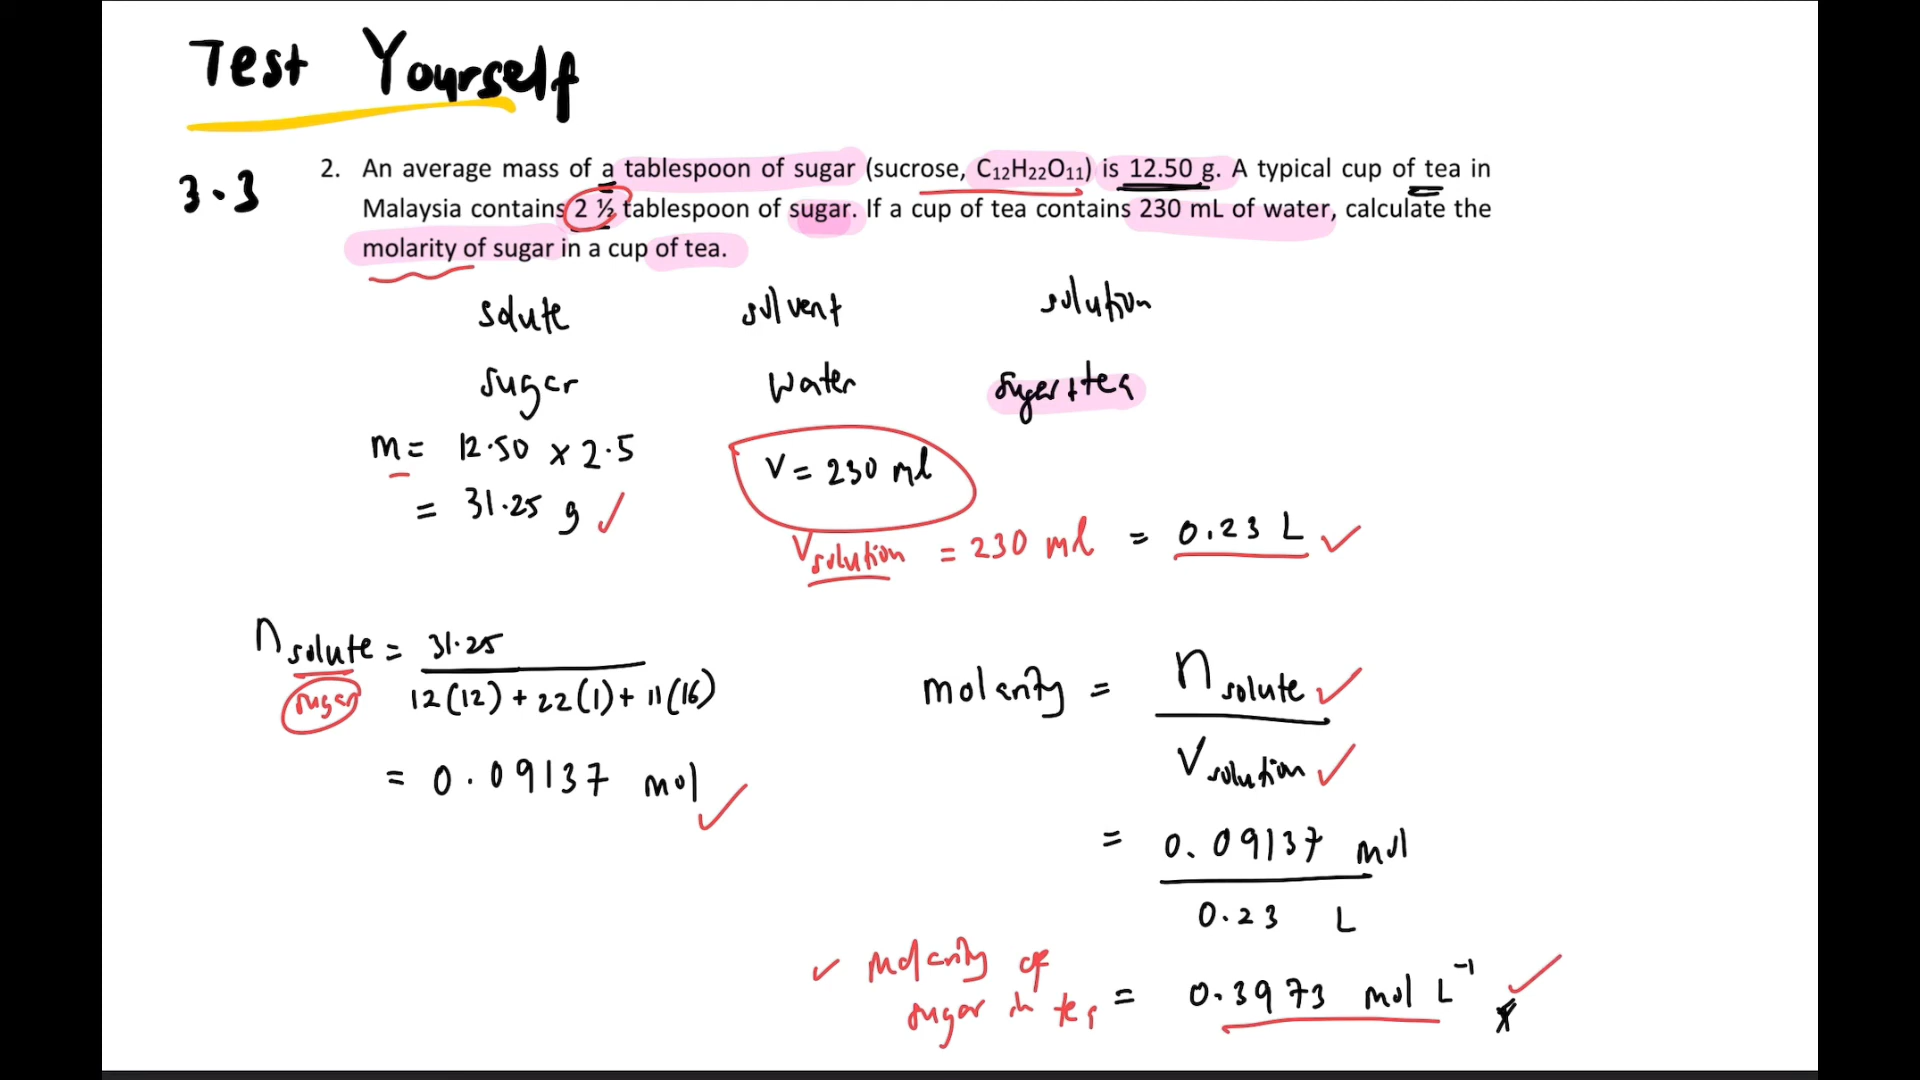 Test Yourself
3.3
2. An average mass of a tablespoon of sugar (sucrose, C₁₂H₂₂O₁₁) is 12.50 g. A typical cup of tea in
Malaysia contains 2 ½ tablespoon of sugar. If a cup of tea contains 230 mL of water, calculate the
molarity of sugar in a cup of tea.
solute solvent solution
sugar water sugar + tea
m = 12.50 x 2.5
= 31.25 g ✓
V = 230 ml
V solution = 230 ml = 0.23 L ✓
n solute = 31.25
sugar
12(12) + 22(1) + 11(16)
= 0.09137 mol ✓
molarity = n solute ✓
V solution ✓
= 0.09137 mol
0.23 L
✓ molarity of
sugar in tea = 0.3973 mol L⁻¹ ✓